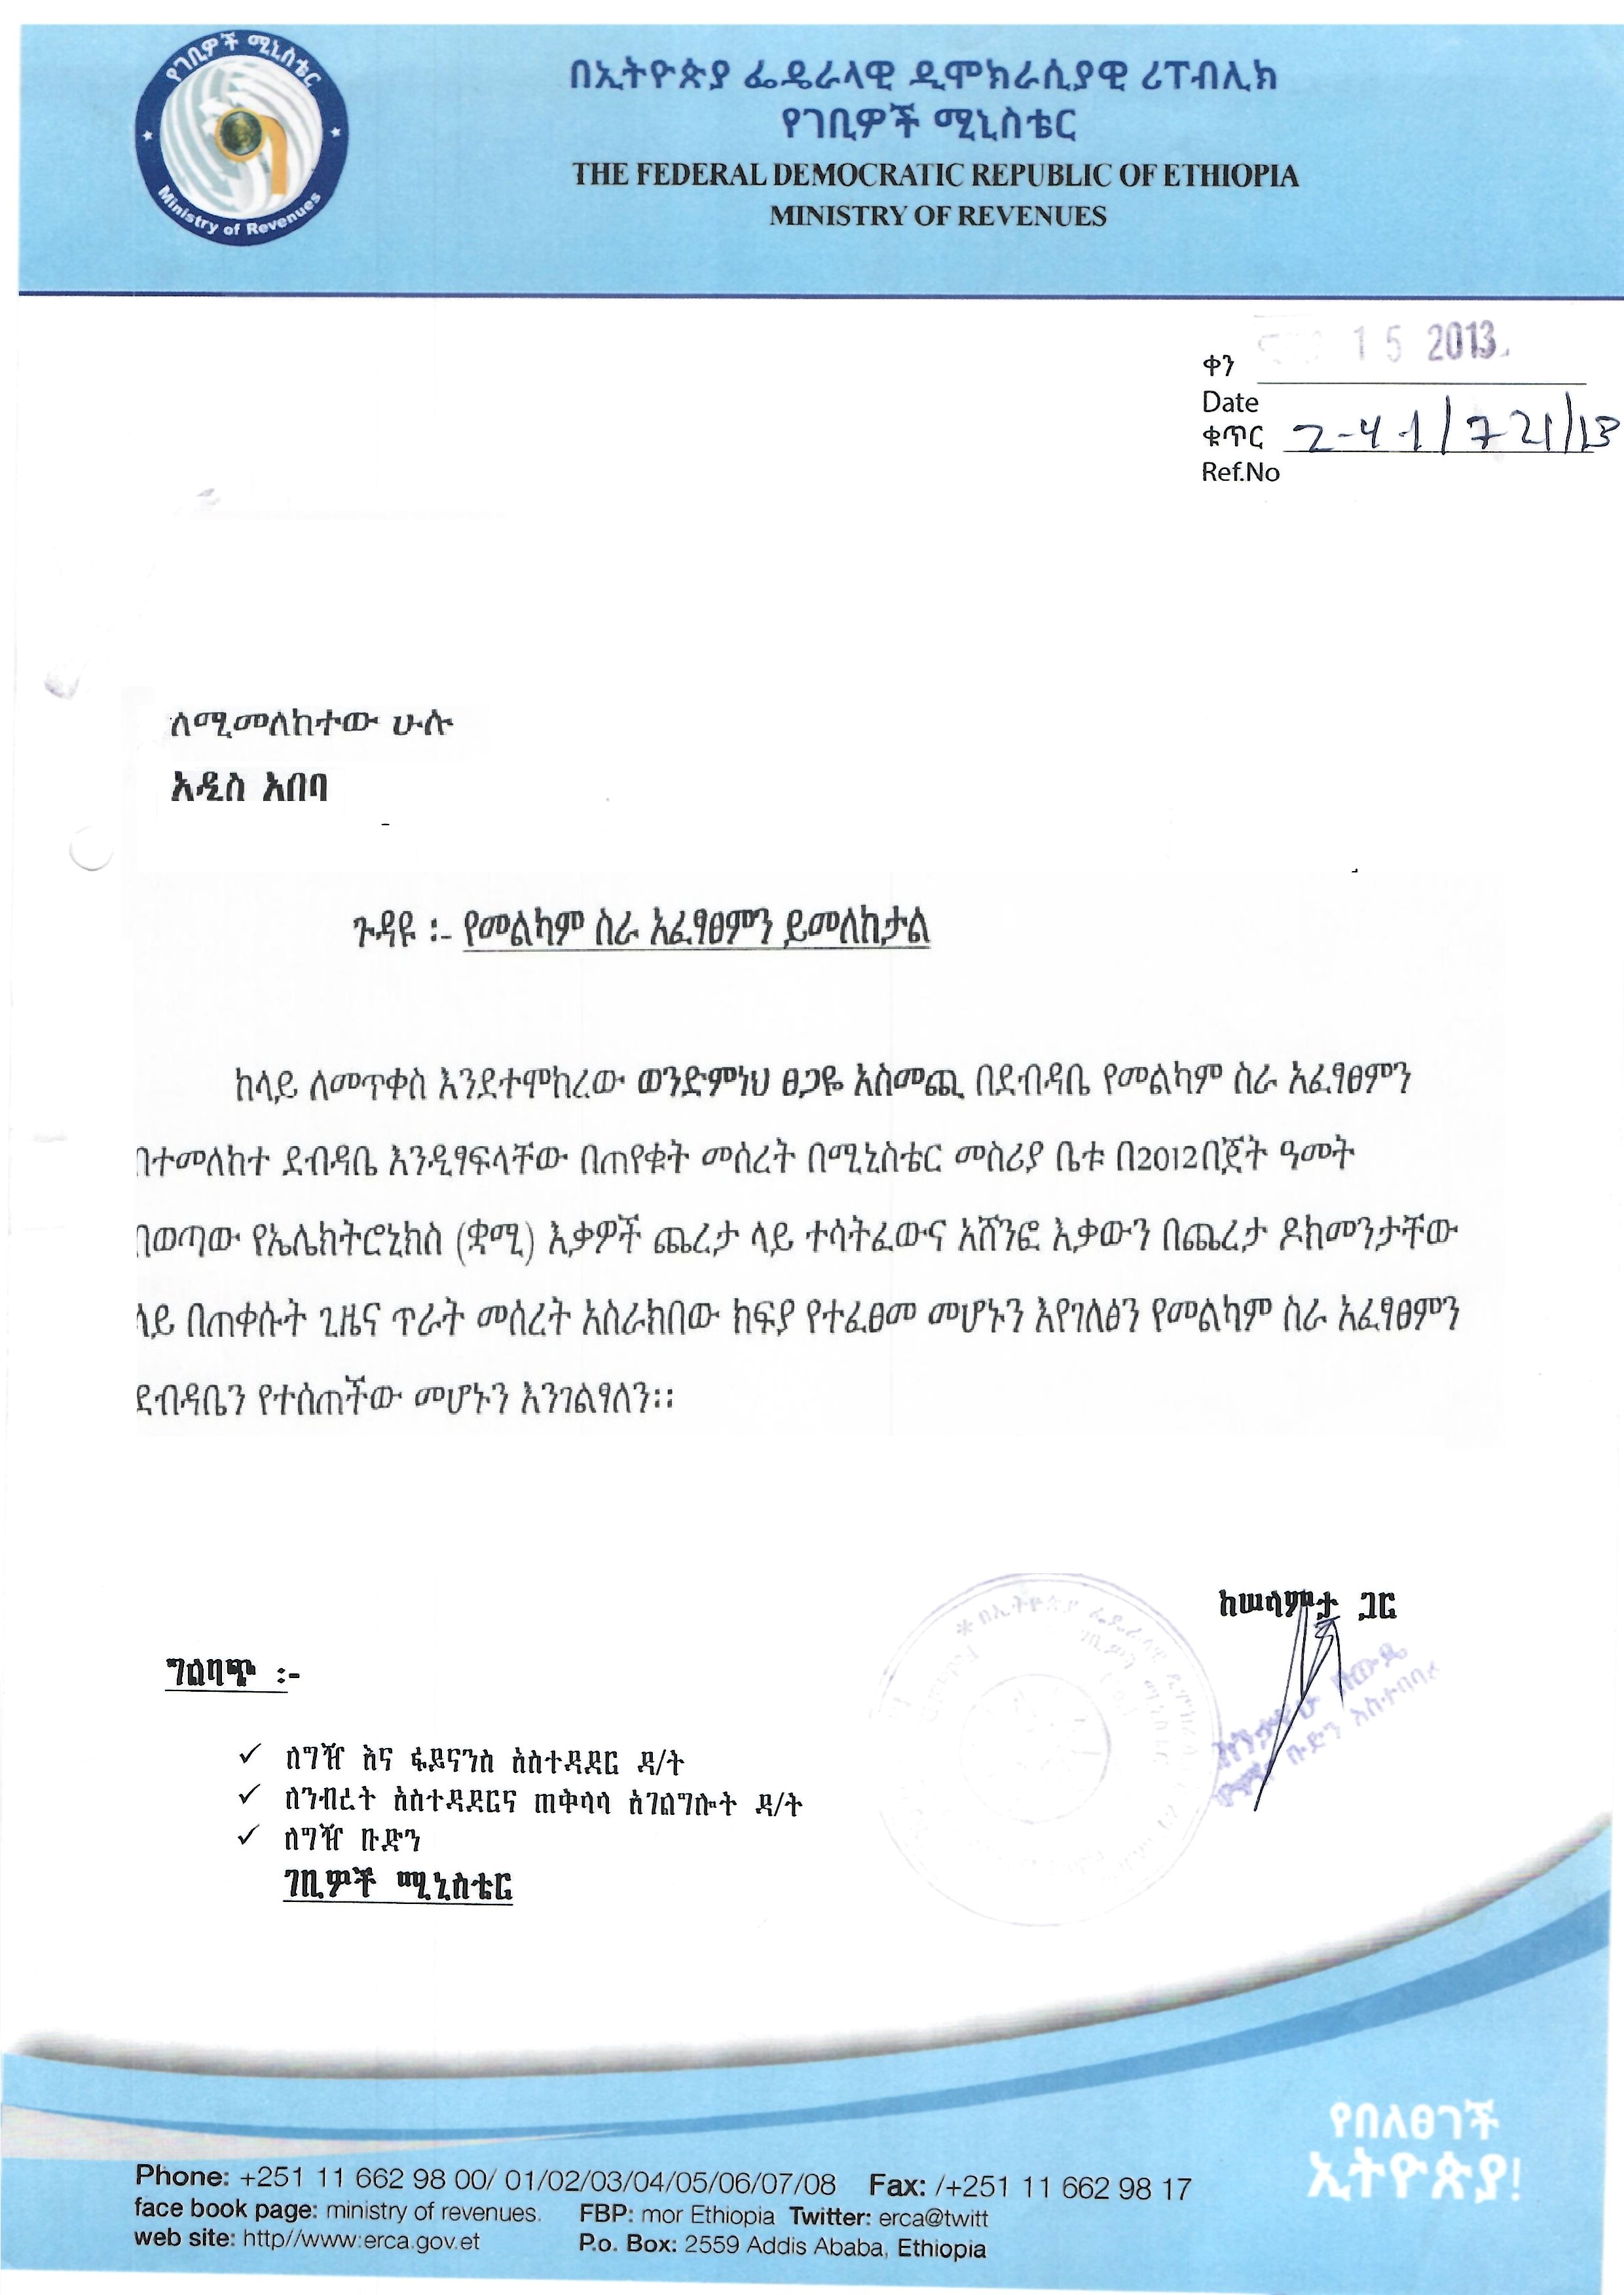 የገቢዎች ሚኒስቴር
Ministry of Revenues
በኢትዮጵያ ፌዴራላዊ ዲሞክራሲያዊ ሪፐብሊክ
የገቢዎች ሚኒስቴር
THE FEDERAL DEMOCRATIC REPUBLIC OF ETHIOPIA
MINISTRY OF REVENUES
ቀን 15 2013
Date
ቁጥር 2-41/721/13
Ref.No
ለሚመለከተው ሁሉ
አዲስ አበባ
ጉዳዩ :- የመልካም ስራ አፈፃፀምን ይመለከታል
ከላይ ለመጥቀስ እንደተሞከረው ወንድምነህ ፀጋዬ አስመጪ በደብዳቤ የመልካም ስራ አፈፃፀምን
በተመለከተ ደብዳቤ እንዲፃፍላቸው በጠየቁት መሰረት በሚኒስቴር መስሪያ ቤቱ በ2012በጀት ዓመት
በወጣው የኤሌክትሮኒክስ (ቋሚ) እቃዎች ጨረታ ላይ ተሳትፈውና አሸንፎ እቃውን በጨረታ ዶክመንታቸው
ላይ በጠቀሱት ጊዜና ጥራት መሰረት አስራክበው ክፍያ የተፈፀመ መሆኑን እየገለፅን የመልካም ስራ አፈፃፀምን
ደብዳቤን የተሰጠችው መሆኑን እንገልፃለን፡፡
ከሠላምታ ጋር
ግልባጭ :-
✓ ለግዥ እና ፋይናንስ አስተዳደር ዳ/ት
✓ ለንብረት አስተዳደርና ጠቅላላ አገልግሎት ዳ/ት
✓ ለግዥ ቡድን
ገቢዎች ሚኒስቴር
የበለፀገች
ኢትዮጵያ!
Phone: +251 11 662 98 00/ 01/02/03/04/05/06/07/08 Fax: /+251 11 662 98 17
face book page: ministry of revenues. FBP: mor Ethiopia Twitter: erca@twitt
web site: http//www:erca.gov.et P.o. Box: 2559 Addis Ababa, Ethiopia